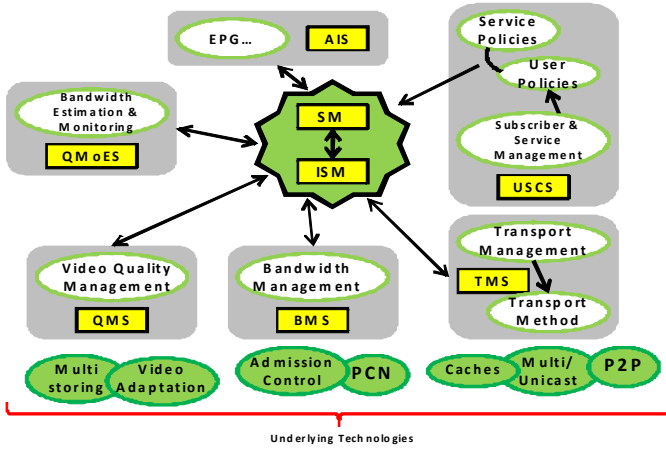 EPG...
AIS
Service
Policies
User
Policies
Subscriber &
Service
Management
USCS
Bandwidth
Estimation &
Monitoring
QMoES
SM
ISM
Video Quality
Management
QMS
Bandwidth
Management
BMS
Transport
Management
TMS
Transport
Method
Multi
storing
Video
Adaptation
Admission
Control
PCN
Caches
Multi/
Unicast
P2P
Underlying Technologies